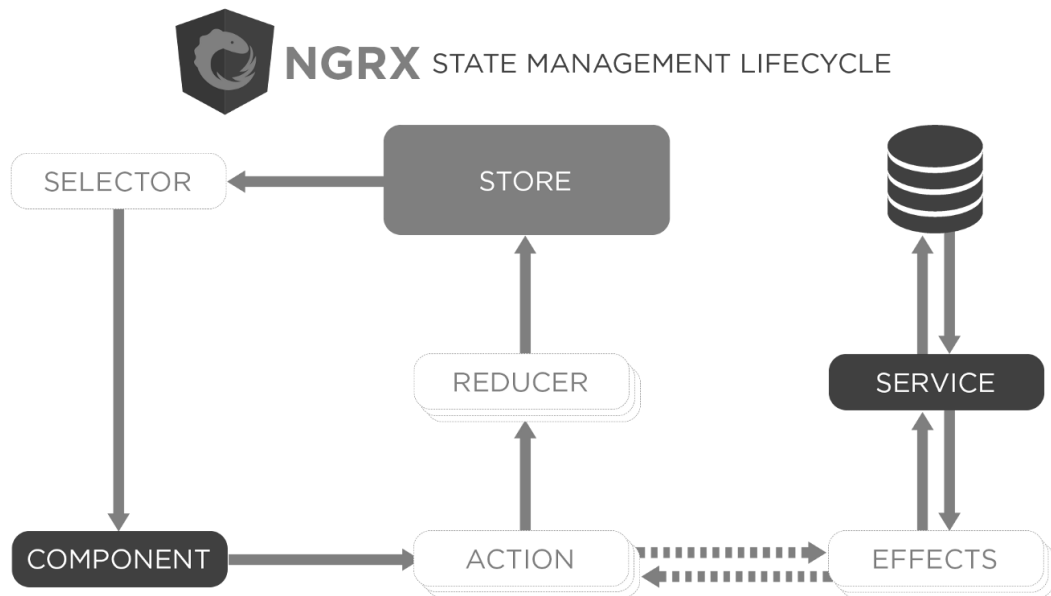 NGRX STATE MANAGEMENT LIFECYCLE
SELECTOR
STORE
REDUCER
SERVICE
COMPONENT
ACTION
EFFECTS